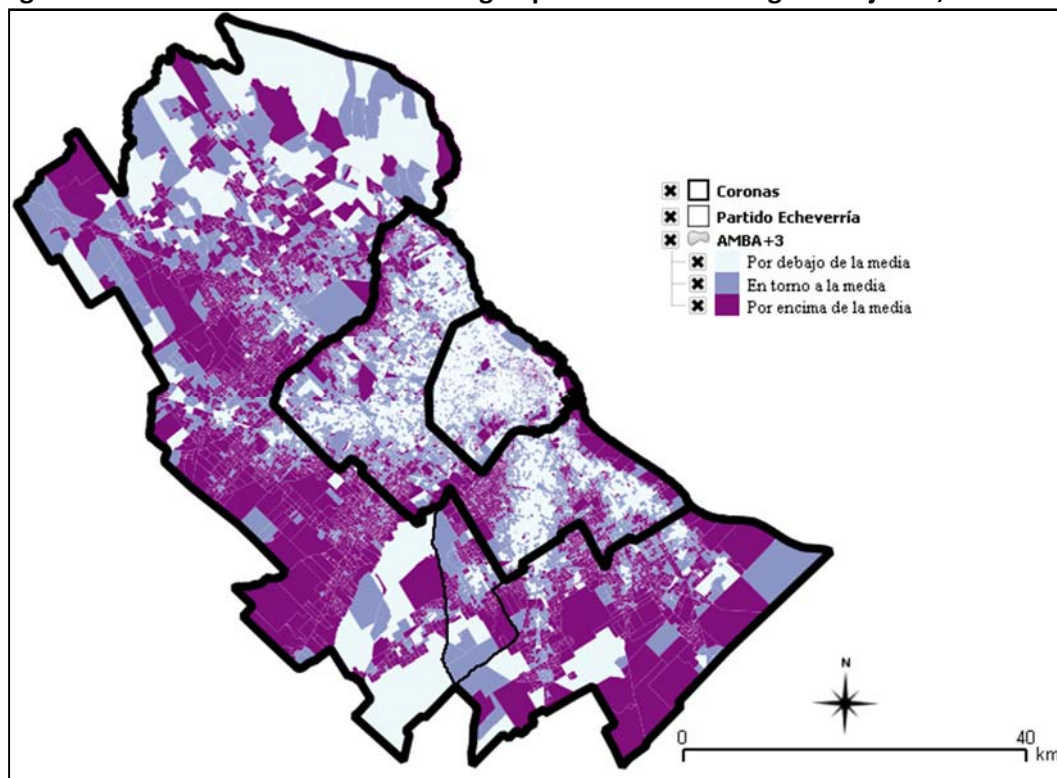 Coronas
Partido Echeverría
AMBA+3
Por debajo de la media
En torno a la media
Por encima de la media
N
0 40
km